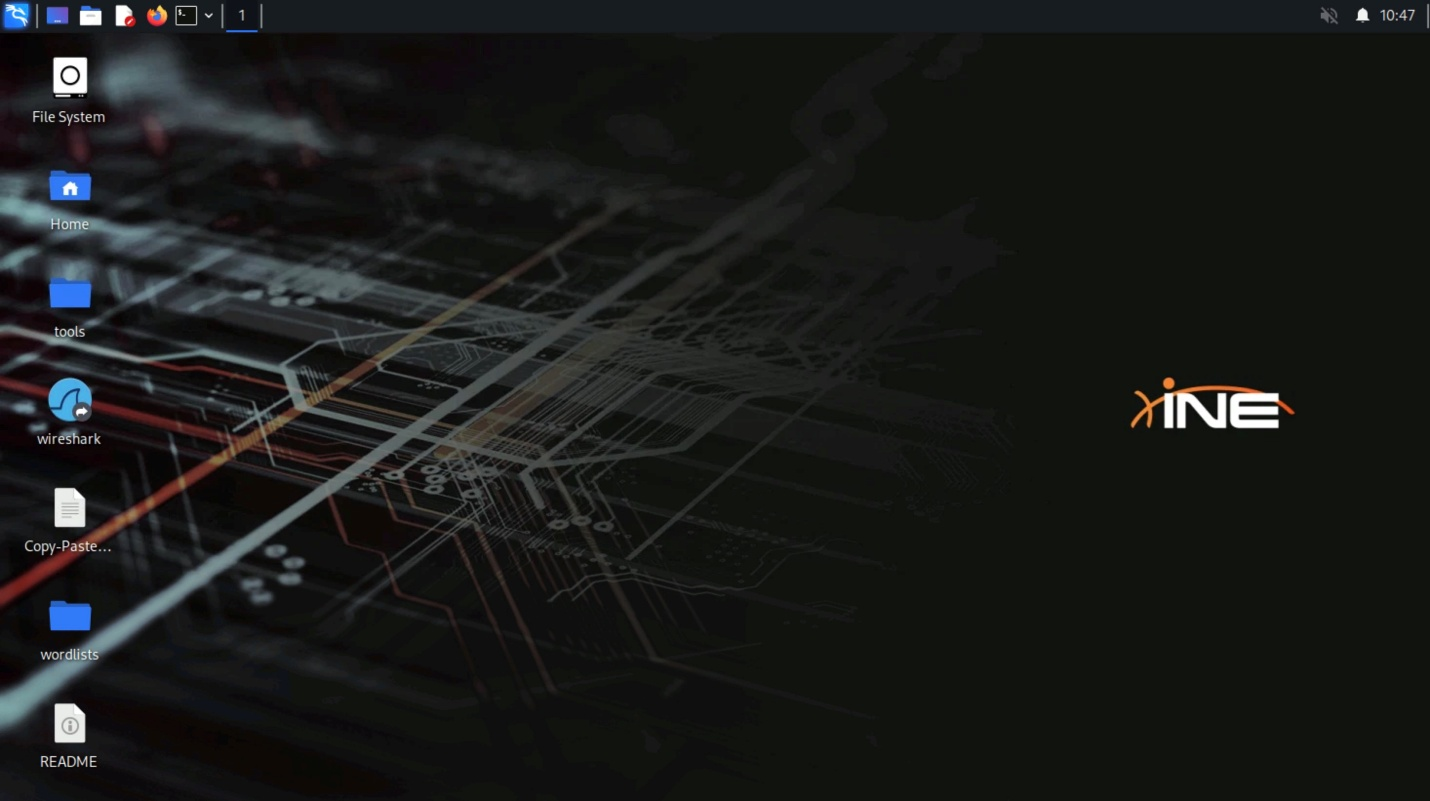 1
10:47
File System
Home
tools
wireshark
Copy-Paste...
wordlists
README
INE